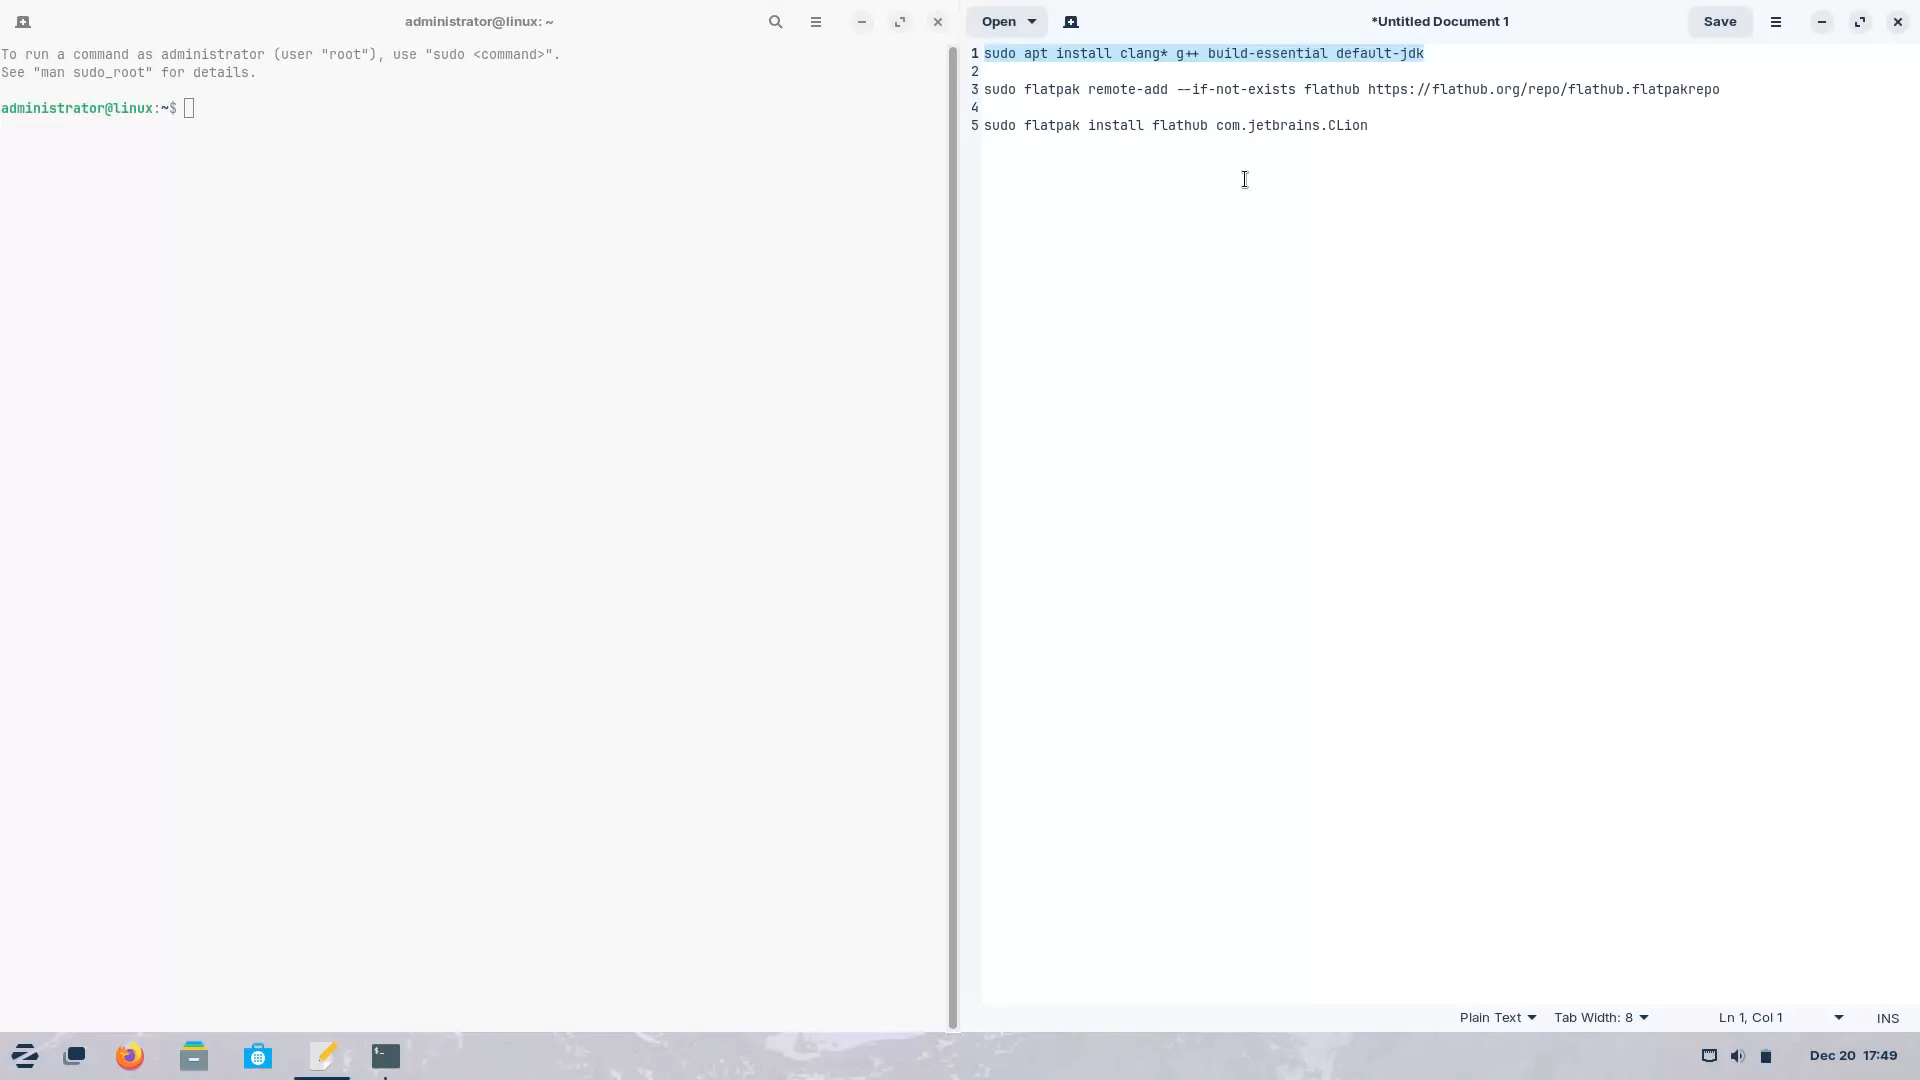 administrator@linux: ~
To run a command as administrator (user "root"), use "sudo <command>".
See "man sudo_root" for details.
administrator@linux:~$
Open
*Untitled Document 1
Save
1 sudo apt install clang* g++ build-essential default-jdk
2
3 sudo flatpak remote-add --if-not-exists flathub https://flathub.org/repo/flathub.flatpakrepo
4
5 sudo flatpak install flathub com.jetbrains.CLion
Plain Text Tab Width: 8 Ln 1, Col 1 INS
$_
Dec 20 17:49